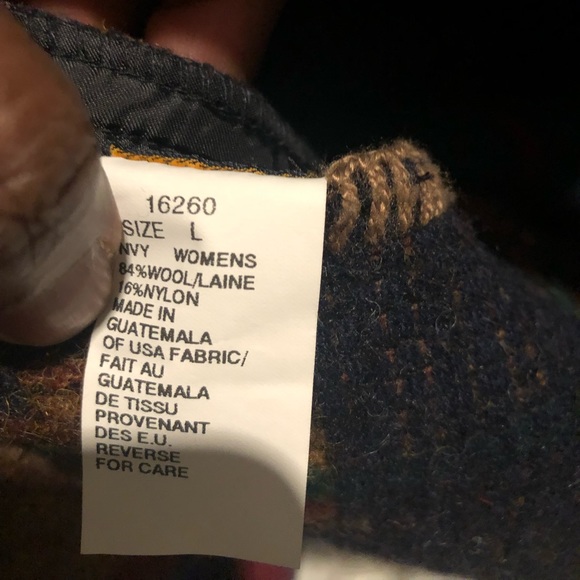 16260
SIZE L
NVY WOMENS
84%WOOL/LAINE
16%NYLON
MADE IN
GUATEMALA
OF USA FABRIC/
FAIT AU
GUATEMALA
DE TISSU
PROVENANT
DES E.U.
REVERSE
FOR CARE